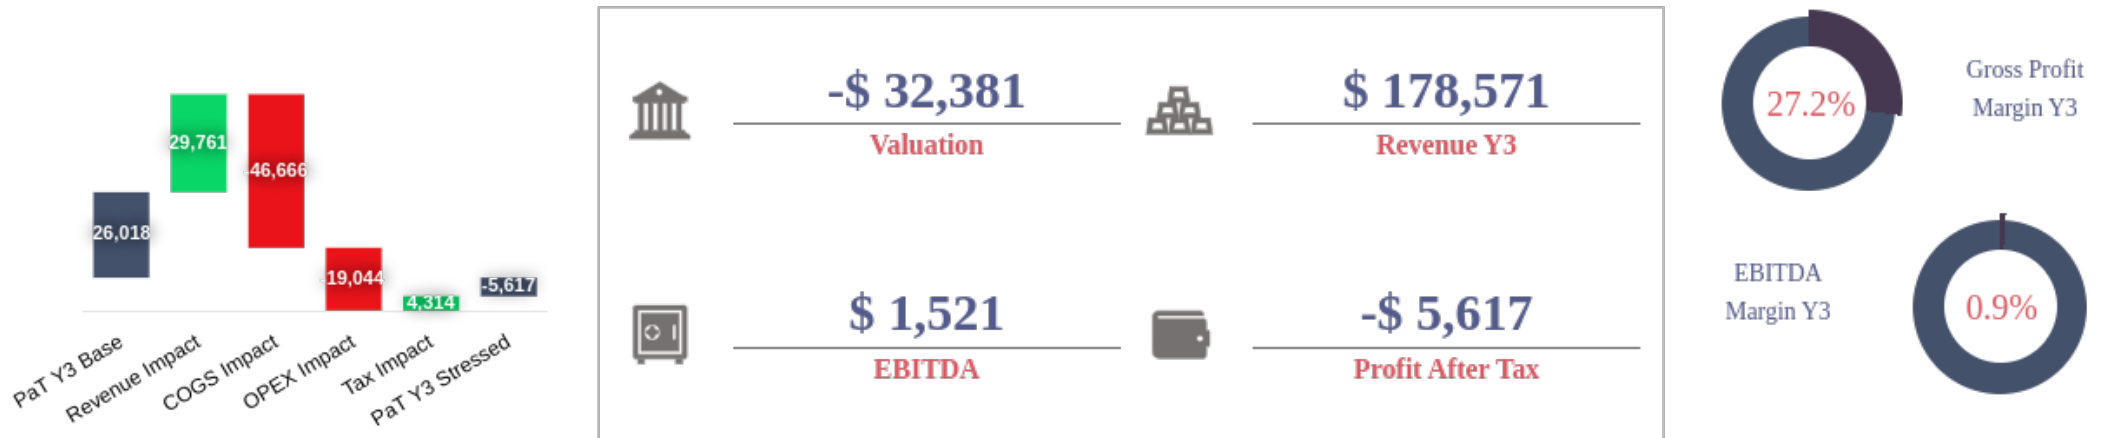 29,761
-46,666
26,018
-19,044
4,314
-5,617
PaT Y3 Base
Revenue Impact
COGS Impact
OPEX Impact
Tax Impact
PaT Y3 Stressed
-$ 32,381
Valuation
$ 178,571
Revenue Y3
$ 1,521
EBITDA
-$ 5,617
Profit After Tax
27.2%
Gross Profit
Margin Y3
EBITDA
Margin Y3
0.9%